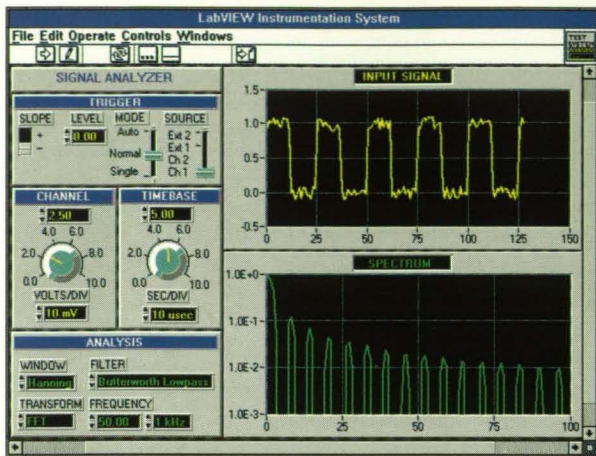 LabVIEW Instrumentation System
File Edit Operate Controls Windows
TEST
SIGNAL ANALYZER
TRIGGER
SLOPE LEVEL MODE SOURCE
+
−
0.00
Auto
Normal
Single
Ext 2
Ext 1
Ch 2
Ch 1
CHANNEL
2.50
4.0 6.0
2.0 8.0
0.0 10.0
VOLTS/DIV
10 mV
TIMEBASE
5.00
4.0 6.0
2.0 8.0
0.0 10.0
SEC/DIV
10 usec
ANALYSIS
WINDOW FILTER
Hanning Butterworth Lowpass
TRANSFORM FREQUENCY
FFT 50.00 1 kHz
INPUT SIGNAL
1.5
1.0
0.5
0.0
-0.5
0 25 50 75 100 125 150
SPECTRUM
1.0E+0
1.0E-1
1.0E-2
1.0E-3
0 25 50 75 100